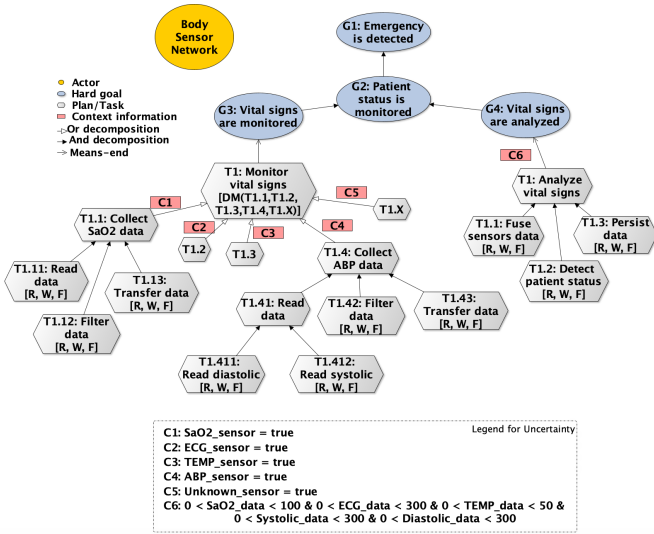 Body
Sensor
Network
G1: Emergency
is detected
G2: Patient
status is
monitored
G3: Vital signs
are monitored
G4: Vital signs
are analyzed
Actor
Hard goal
Plan/Task
Context information
Or decomposition
And decomposition
Means-end
C6
T1: Monitor
vital signs
[DM(T1.1,T1.2,
T1.3,T1.4,T1.X)]
T1: Analyze
vital signs
C1
C5
T1.X
T1.1: Collect
SaO2 data
C2
C3
C4
T1.2
T1.3
T1.4: Collect
ABP data
T1.1: Fuse
sensors data
[R, W, F]
T1.3: Persist
data
[R, W, F]
T1.2: Detect
patient status
[R, W, F]
T1.11: Read
data
[R, W, F]
T1.13:
Transfer data
[R, W, F]
T1.12: Filter
data
[R, W, F]
T1.41: Read
data
T1.42: Filter
data
[R, W, F]
T1.43:
Transfer data
[R, W, F]
T1.411:
Read diastolic
[R, W, F]
T1.412:
Read systolic
[R, W, F]
Legend for Uncertainty
C1: SaO2_sensor = true
C2: ECG_sensor = true
C3: TEMP_sensor = true
C4: ABP_sensor = true
C5: Unknown_sensor = true
C6: 0 < SaO2_data < 100 & 0 < ECG_data < 300 & 0 < TEMP_data < 50 &
0 < Systolic_data < 300 & 0 < Diastolic_data < 300